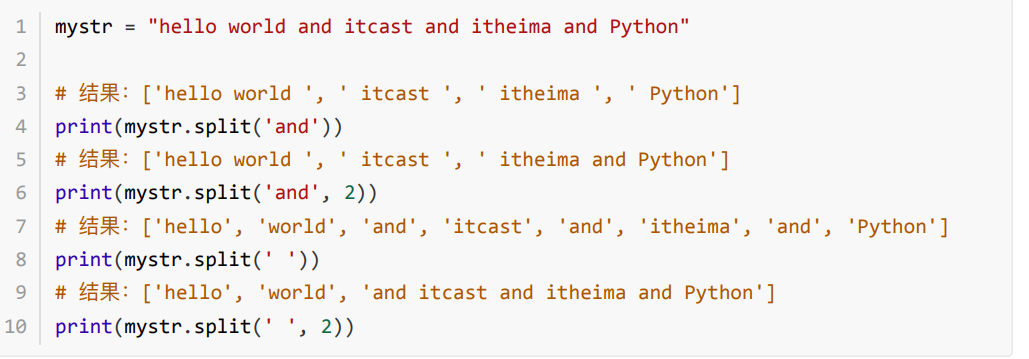 1 mystr = "hello world and itcast and itheima and Python"
2
3 # 结果：['hello world ', ' itcast ', ' itheima ', ' Python']
4 print(mystr.split('and'))
5 # 结果：['hello world ', ' itcast ', ' itheima and Python']
6 print(mystr.split('and', 2))
7 # 结果：['hello', 'world', 'and', 'itcast', 'and', 'itheima', 'and', 'Python']
8 print(mystr.split(' '))
9 # 结果：['hello', 'world', 'and itcast and itheima and Python']
10 print(mystr.split(' ', 2))